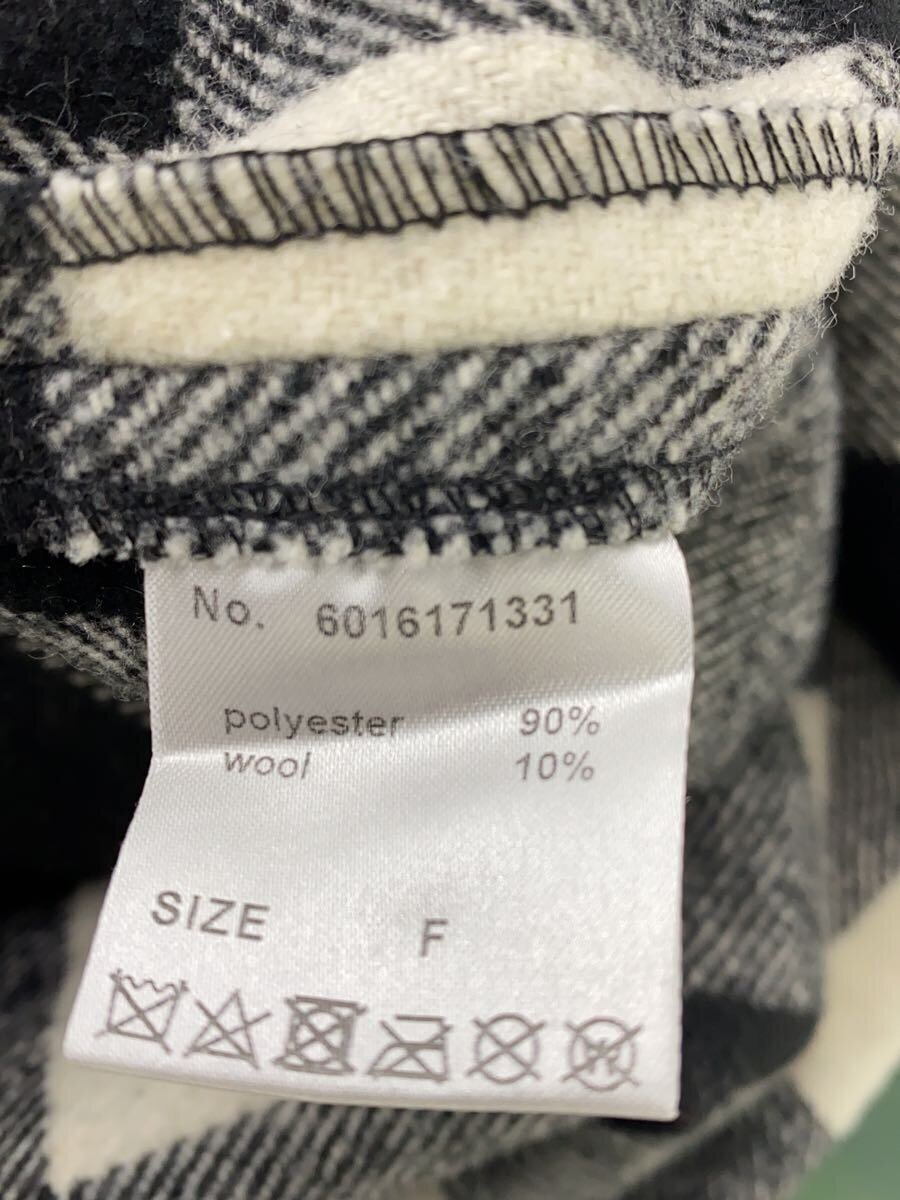 No. 6016171331
polyester 90%
wool 10%
SIZE F